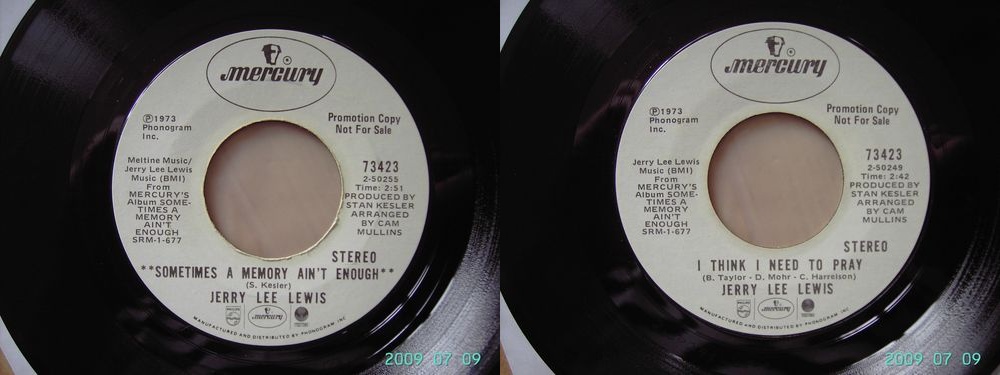 mercury
℗1973
Phonogram
Inc.
Promotion Copy
Not For Sale
Meltine Music/
Jerry Lee Lewis
Music (BMI)
From
MERCURY'S
Album SOME-
TIMES A
MEMORY
AIN'T
ENOUGH
SRM-1-677
73423
2-50255
Time: 2:51
PRODUCED BY
STAN KESLER
ARRANGED
BY CAM
MULLINS
STEREO
**SOMETIMES A MEMORY AIN'T ENOUGH**
(S. Kesler)
JERRY LEE LEWIS
mercury
MANUFACTURED AND DISTRIBUTED BY PHONOGRAM, INC.
2009 07 09
mercury
℗1973
Phonogram
Inc.
Promotion Copy
Not For Sale
Jerry Lee Lewis
Music (BMI)
From
MERCURY'S
Album SOME-
TIMES A
MEMORY
AIN'T
ENOUGH
SRM-1-677
73423
2-50249
Time: 2:42
PRODUCED BY
STAN KESLER
ARRANGED
BY CAM
MULLINS
STEREO
I THINK I NEED TO PRAY
(B. Taylor - D. Mohr - C. Harreison)
JERRY LEE LEWIS
mercury
MANUFACTURED AND DISTRIBUTED BY PHONOGRAM, INC.
2009 07 09